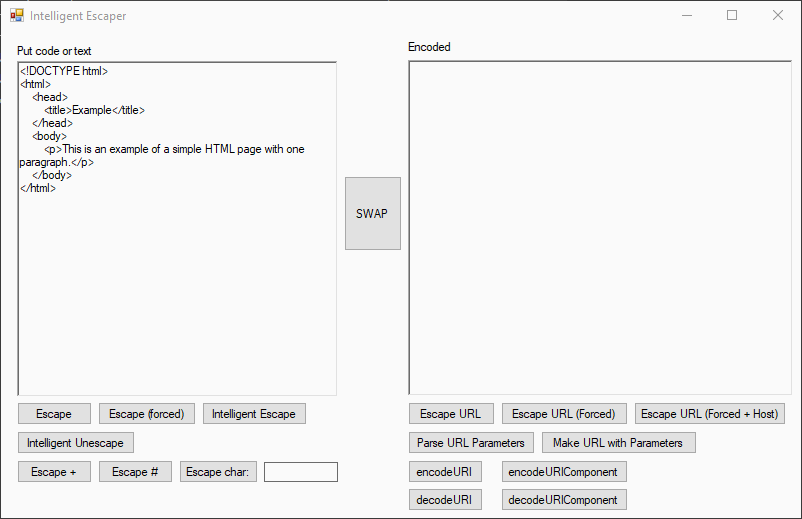 Intelligent Escaper
Put code or text
Encoded
<!DOCTYPE html>
<html>
    <head>
        <title>Example</title>
    </head>
    <body>
        <p>This is an example of a simple HTML page with one
paragraph.</p>
    </body>
</html>
SWAP
Escape Escape (forced) Intelligent Escape
Escape URL Escape URL (Forced) Escape URL (Forced + Host)
Intelligent Unescape
Parse URL Parameters Make URL with Parameters
Escape + Escape # Escape char:
encodeURI encodeURIComponent
decodeURI decodeURIComponent